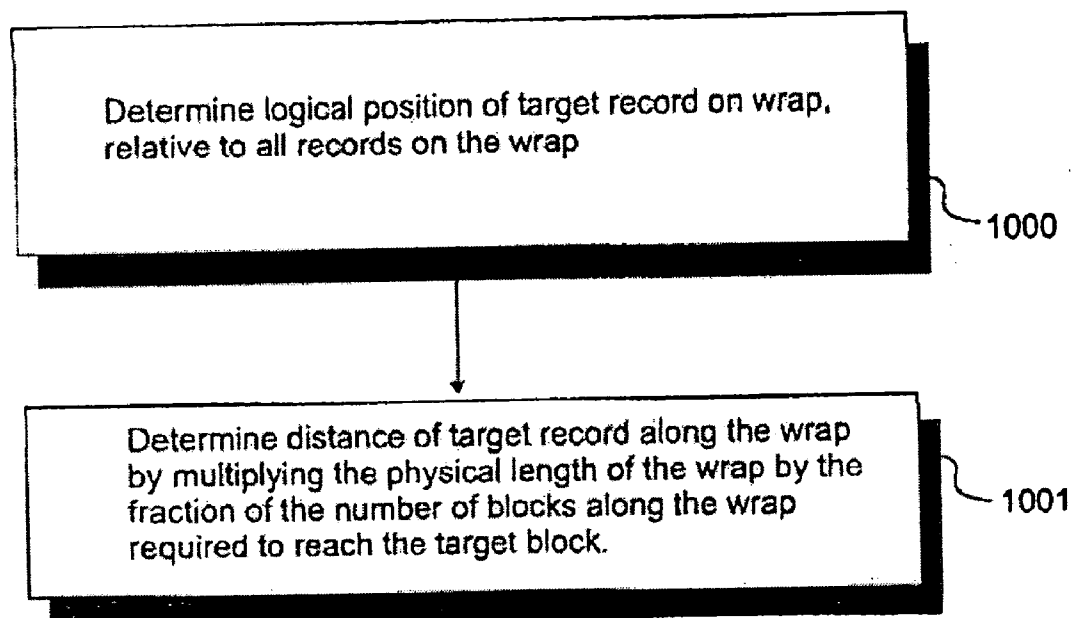 Determine logical position of target record on wrap,
relative to all records on the wrap
1000
Determine distance of target record along the wrap
by multiplying the physical length of the wrap by the
fraction of the number of blocks along the wrap
required to reach the target block.
1001